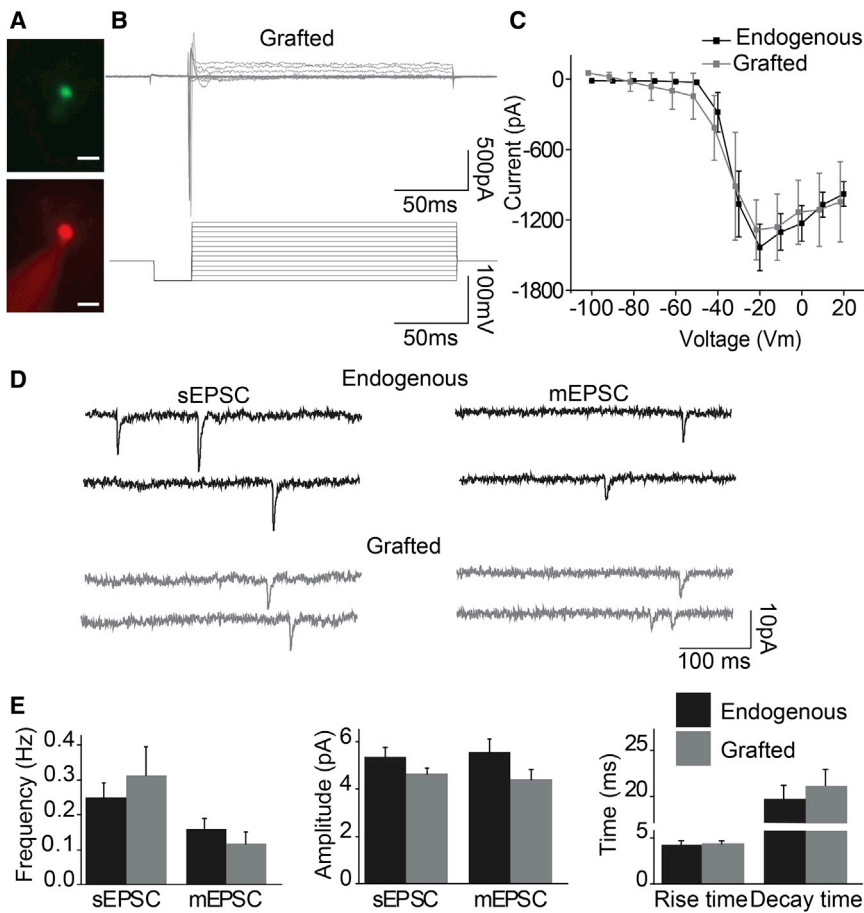 A
B
Grafted
500pA
50ms
100mV
50ms
C
Endogenous
Grafted
Current (pA)
0
-600
-1200
-1800
-100 -80 -60 -40 -20 0 20
Voltage (Vm)
D
Endogenous
sEPSC
mEPSC
Grafted
10pA
100 ms
E
Endogenous
Grafted
Frequency (Hz)
0.4
0.3
0.2
0.1
0.0
sEPSC mEPSC
Amplitude (pA)
6
4
2
0
sEPSC mEPSC
Time (ms)
25
20
5
0
Rise time Decay time